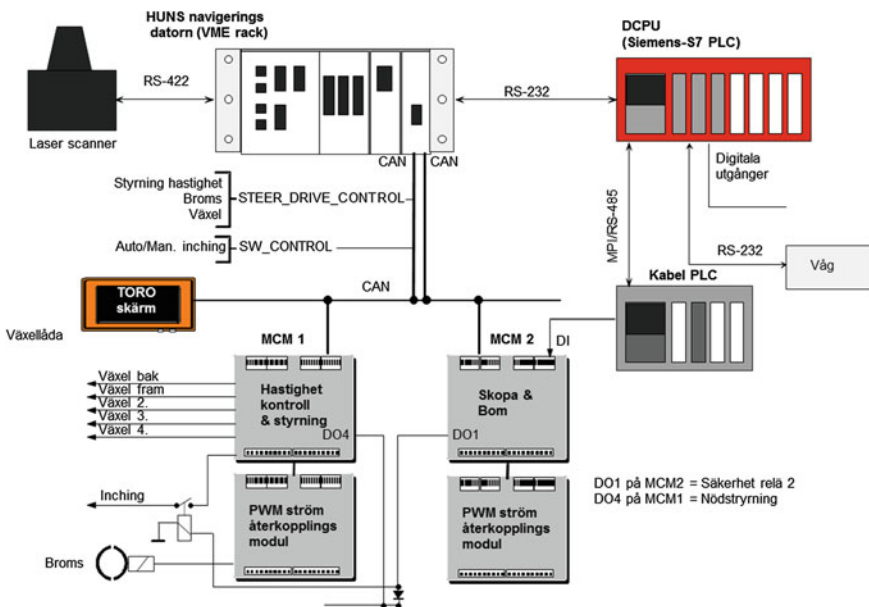 HUNS navigerings
datorn (VME rack)
DCPU
(Siemens-S7 PLC)
RS-422
RS-232
Laser scanner
CAN
CAN
Digitala
utgånger
Styrning hastighet
Broms
Växel
STEER_DRIVE_CONTROL
MPI/RS-485
Auto/Man. inching
SW_CONTROL
RS-232
Våg
Kabel PLC
TORO
skärm
CAN
Växellåda
MCM 1
MCM 2
DI
Växel bak
Växel fram
Växel 2.
Växel 3.
Växel 4.
Hastighet
kontroll
& styrning
DO4
Skopa &
Bom
DO1
DO1 på MCM2 = Säkerhet relä 2
DO4 på MCM1 = Nödstryrning
Inching
PWM ström
återkopplings
modul
PWM ström
återkopplings
modul
Broms